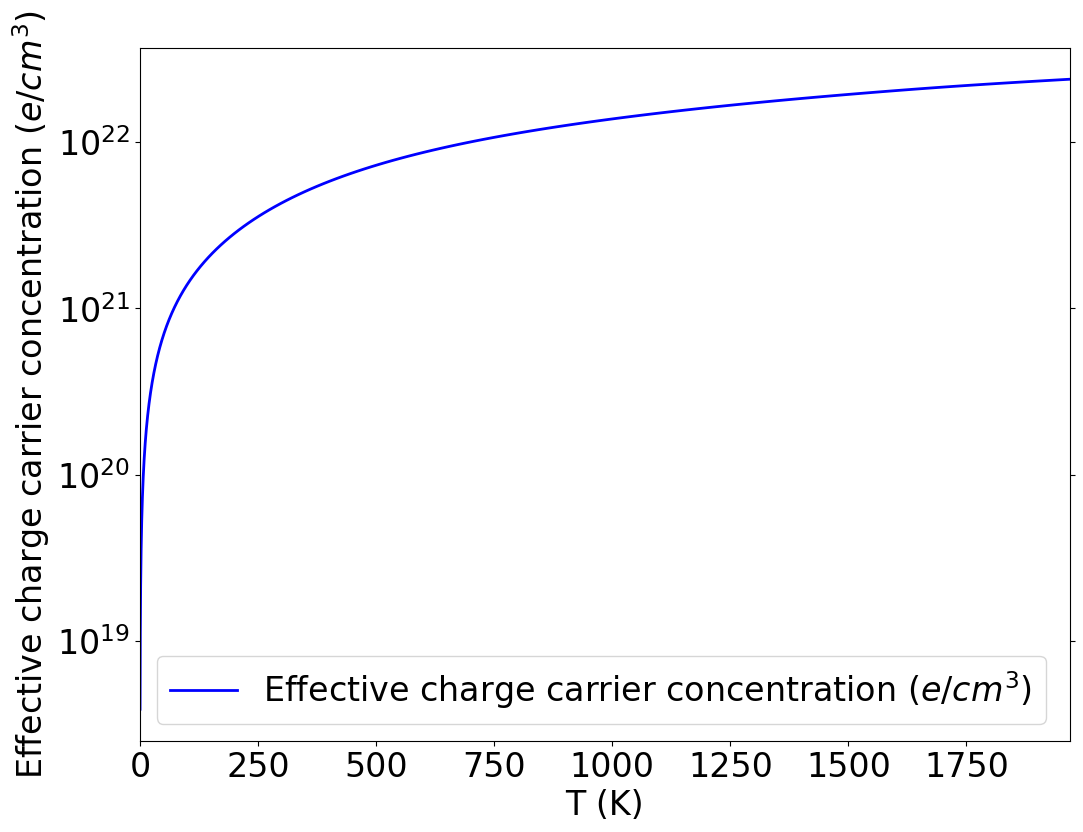 Effective charge carrier concentration (e/cm³)
10²²
10²¹
10²⁰
10¹⁹
Effective charge carrier concentration (e/cm³)
0 250 500 750 1000 1250 1500 1750
T (K)